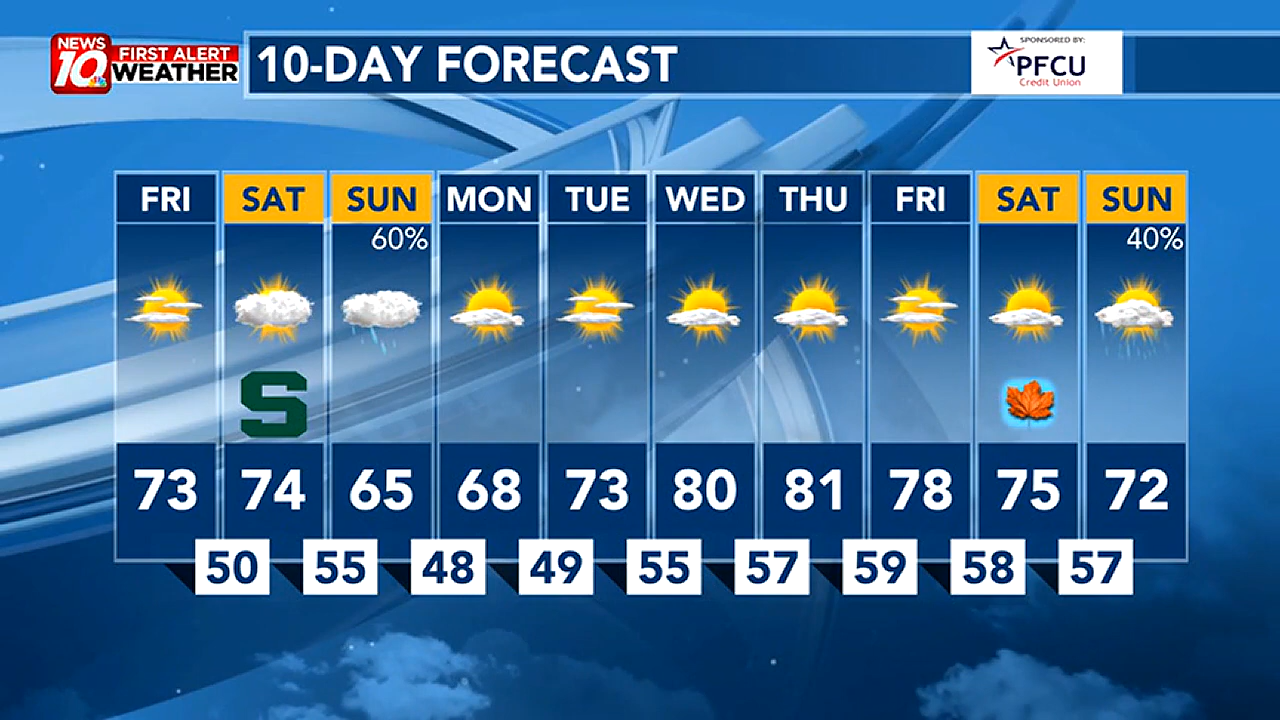 NEWS
10
FIRST ALERT
WEATHER
10-DAY FORECAST
SPONSORED BY:
PFCU
Credit Union
FRI SAT SUN MON TUE WED THU FRI SAT SUN
60% 40%
S
73 74 65 68 73 80 81 78 75 72
50 55 48 49 55 57 59 58 57